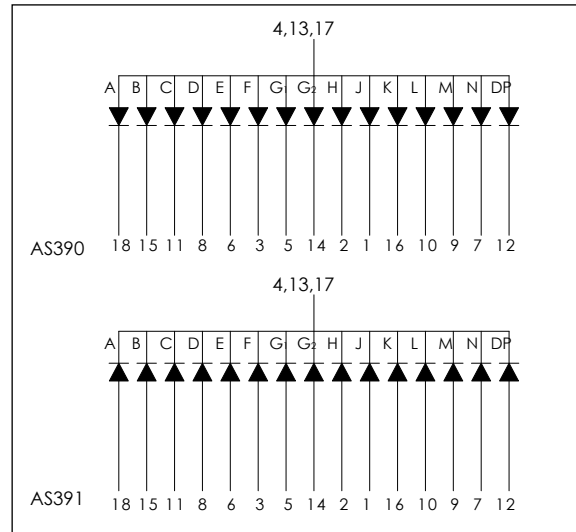 4,13,17
A B C D E F G1 G2 H J K L M N DP
AS390 18 15 11 8 6 3 5 14 2 1 16 10 9 7 12
4,13,17
A B C D E F G1 G2 H J K L M N DP
AS391 18 15 11 8 6 3 5 14 2 1 16 10 9 7 12